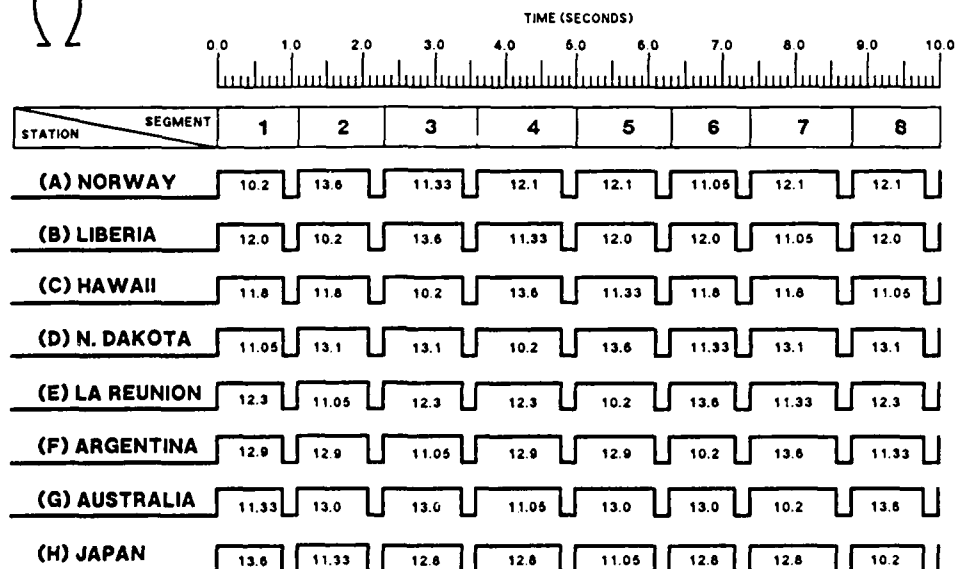 Ω
TIME (SECONDS)
0.0 1.0 2.0 3.0 4.0 5.0 6.0 7.0 8.0 9.0 10.0
STATION SEGMENT 1 2 3 4 5 6 7 8
(A) NORWAY 10.2 13.6 11.33 12.1 12.1 11.05 12.1 12.1
(B) LIBERIA 12.0 10.2 13.6 11.33 12.0 12.0 11.05 12.0
(C) HAWAII 11.8 11.8 10.2 13.6 11.33 11.8 11.8 11.05
(D) N. DAKOTA 11.05 13.1 13.1 10.2 13.6 11.33 13.1 13.1
(E) LA REUNION 12.3 11.05 12.3 12.3 10.2 13.6 11.33 12.3
(F) ARGENTINA 12.9 12.9 11.05 12.9 12.9 10.2 13.6 11.33
(G) AUSTRALIA 11.33 13.0 13.0 11.05 13.0 13.0 10.2 13.6
(H) JAPAN 13.6 11.33 12.8 12.8 11.05 12.8 12.8 10.2